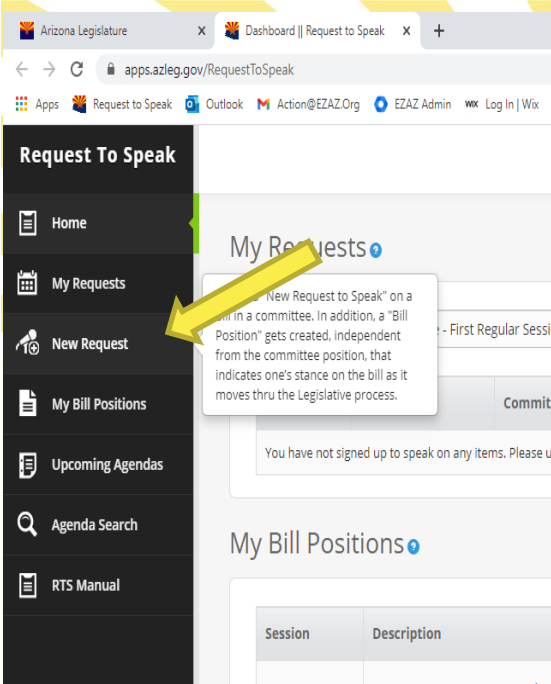 Arizona Legislature
Dashboard || Request to Speak
apps.azleg.gov/RequestToSpeak
Apps Request to Speak Outlook Action@EZAZ.Org EZAZ Admin WIX Log In | Wix
Request To Speak
Home
My Requests
New Request
My Bill Positions
Upcoming Agendas
Agenda Search
RTS Manual
My Requests
"New Request to Speak" on a
bill in a committee. In addition, a "Bill
Position" gets created, independent
from the committee position, that
indicates one's stance on the bill as it
moves thru the Legislative process.
- First Regular Sessi
Commit
You have not signed up to speak on any items. Please u
My Bill Positions
Session Description